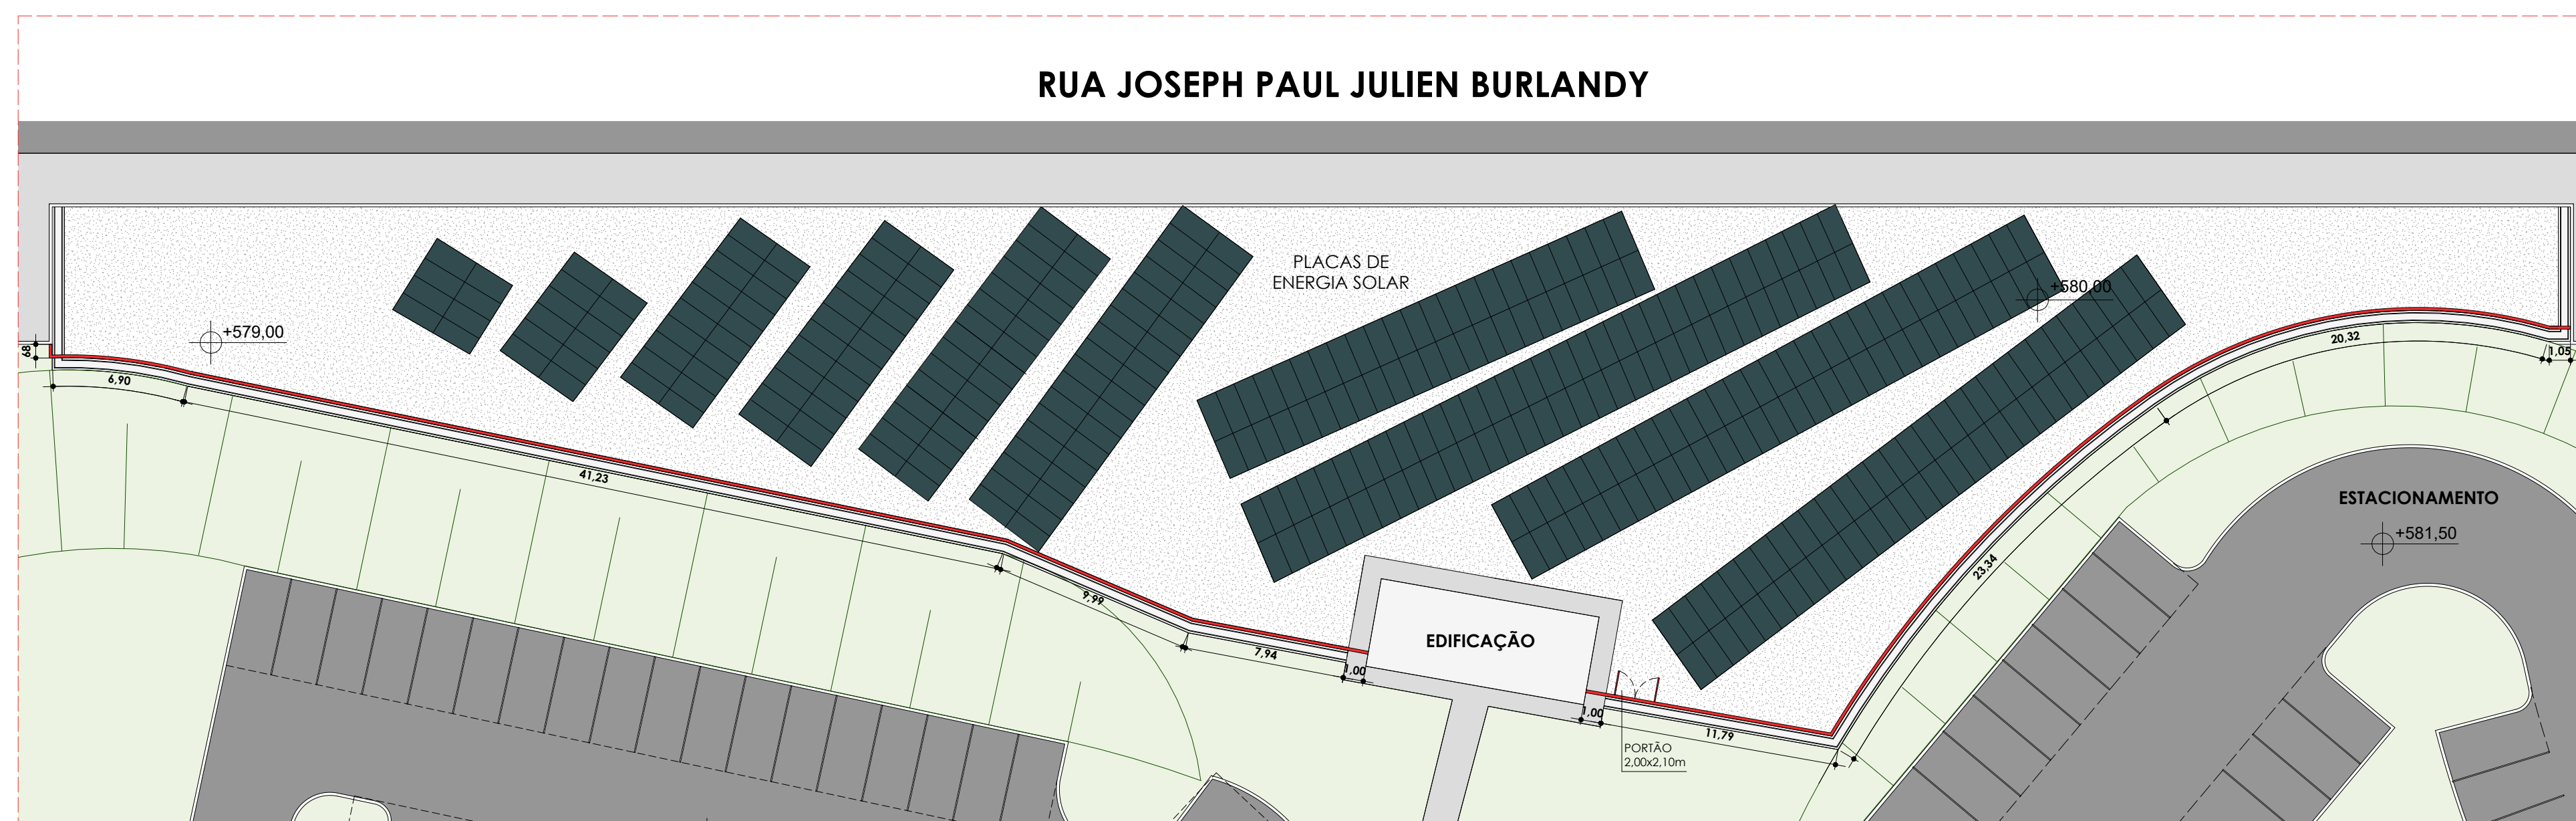 RUA JOSEPH PAUL JULIEN BURLANDY
PLACAS DE
ENERGIA SOLAR
+580,00
+579,00
68
6,90
20,32
1,05
41,23
ESTACIONAMENTO
+581,50
23,34
9,99
EDIFICAÇÃO
7,94
1,00
1,00
11,79
PORTÃO
2,00x2,10m